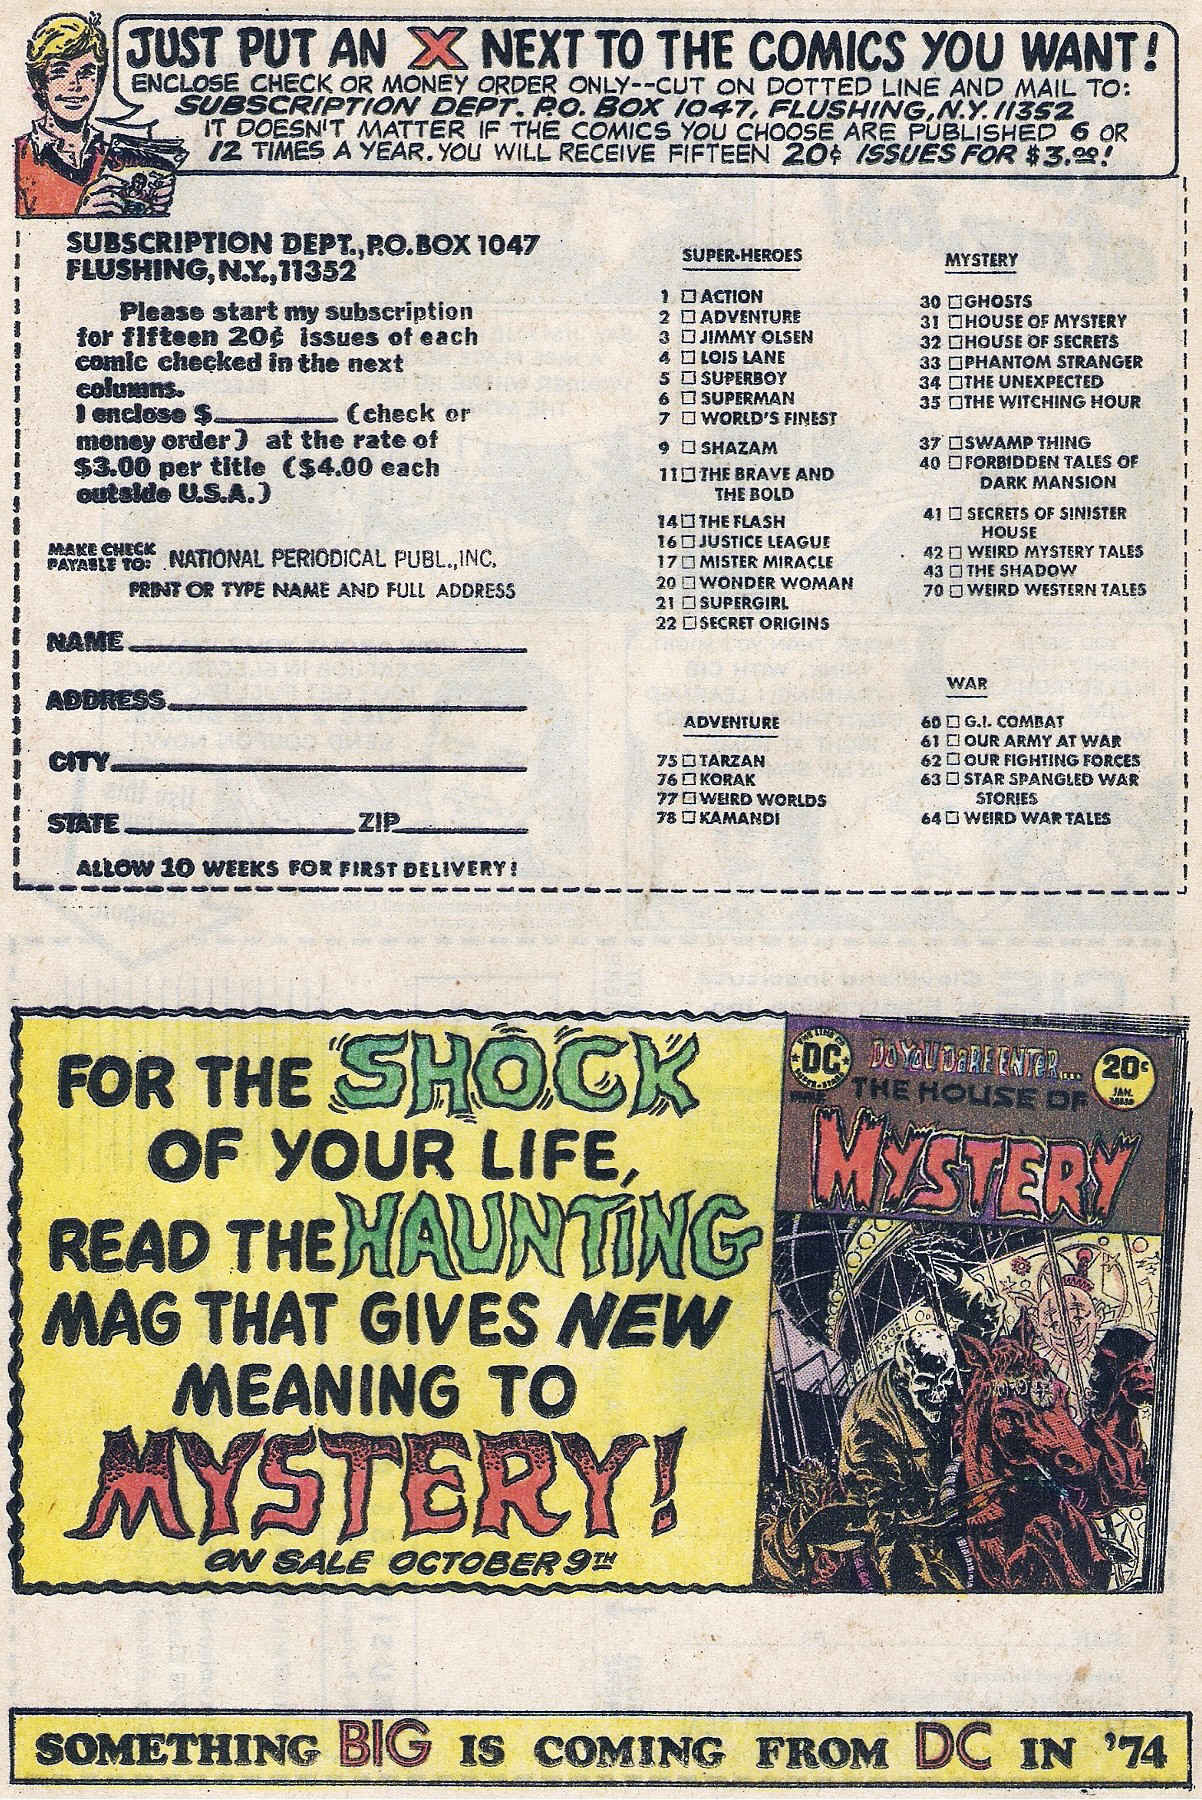 JUST PUT AN X NEXT TO THE COMICS YOU WANT!
ENCLOSE CHECK OR MONEY ORDER ONLY--CUT ON DOTTED LINE AND MAIL TO:
SUBSCRIPTION DEPT. P.O. BOX 1047, FLUSHING, N.Y. 11352
IT DOESN'T MATTER IF THE COMICS YOU CHOOSE ARE PUBLISHED 6 OR
12 TIMES A YEAR. YOU WILL RECEIVE FIFTEEN 20¢ ISSUES FOR $3.00!
SUBSCRIPTION DEPT., P.O. BOX 1047
FLUSHING, N.Y., 11352
Please start my subscription
for fifteen 20¢ issues of each
comic checked in the next
columns.
I enclose $ (check or
money order) at the rate of
$3.00 per title ($4.00 each
outside U.S.A.)
MAKE CHECK
PAYABLE TO: NATIONAL PERIODICAL PUBL., INC.
PRINT OR TYPE NAME AND FULL ADDRESS
NAME
ADDRESS
CITY
STATE ZIP
ALLOW 10 WEEKS FOR FIRST DELIVERY!
SUPER-HEROES
1 ACTION
2 ADVENTURE
3 JIMMY OLSEN
4 LOIS LANE
5 SUPERBOY
6 SUPERMAN
7 WORLD'S FINEST
9 SHAZAM
11 THE BRAVE AND
THE BOLD
14 THE FLASH
16 JUSTICE LEAGUE
17 MISTER MIRACLE
20 WONDER WOMAN
21 SUPERGIRL
22 SECRET ORIGINS
ADVENTURE
75 TARZAN
76 KORAK
77 WEIRD WORLDS
78 KAMANDI
MYSTERY
30 GHOSTS
31 HOUSE OF MYSTERY
32 HOUSE OF SECRETS
33 PHANTOM STRANGER
34 THE UNEXPECTED
35 THE WITCHING HOUR
37 SWAMP THING
40 FORBIDDEN TALES OF
DARK MANSION
41 SECRETS OF SINISTER
HOUSE
42 WEIRD MYSTERY TALES
43 THE SHADOW
70 WEIRD WESTERN TALES
WAR
60 G.I. COMBAT
61 OUR ARMY AT WAR
62 OUR FIGHTING FORCES
63 STAR SPANGLED WAR
STORIES
64 WEIRD WAR TALES
FOR THE SHOCK
OF YOUR LIFE,
READ THE HAUNTING
MAG THAT GIVES NEW
MEANING TO
MYSTERY!
ON SALE OCTOBER 9TH
DC
DO YOU DARE ENTER...
THE HOUSE OF
MYSTERY
20¢
JAN.
SOMETHING BIG IS COMING FROM DC IN '74